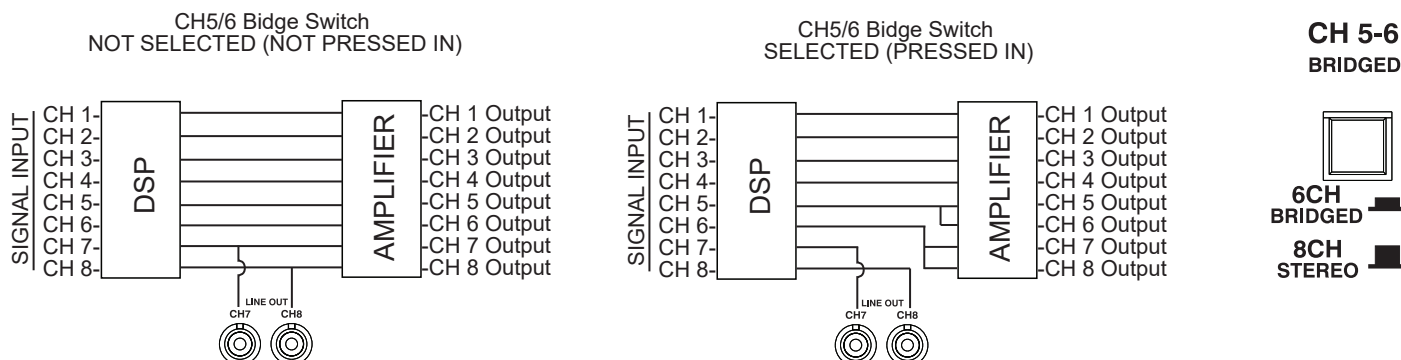 CH5/6 Bidge Switch
NOT SELECTED (NOT PRESSED IN)
SIGNAL INPUT
CH 1-
CH 2-
CH 3-
CH 4-
CH 5-
CH 6-
CH 7-
CH 8-
DSP
AMPLIFIER
-CH 1 Output
-CH 2 Output
-CH 3 Output
-CH 4 Output
-CH 5 Output
-CH 6 Output
-CH 7 Output
-CH 8 Output
LINE OUT
CH7 CH8
CH5/6 Bidge Switch
SELECTED (PRESSED IN)
SIGNAL INPUT
CH 1-
CH 2-
CH 3-
CH 4-
CH 5-
CH 6-
CH 7-
CH 8-
DSP
AMPLIFIER
-CH 1 Output
-CH 2 Output
-CH 3 Output
-CH 4 Output
-CH 5 Output
-CH 6 Output
-CH 7 Output
-CH 8 Output
LINE OUT
CH7 CH8
CH 5-6
BRIDGED
6CH
BRIDGED
8CH
STEREO